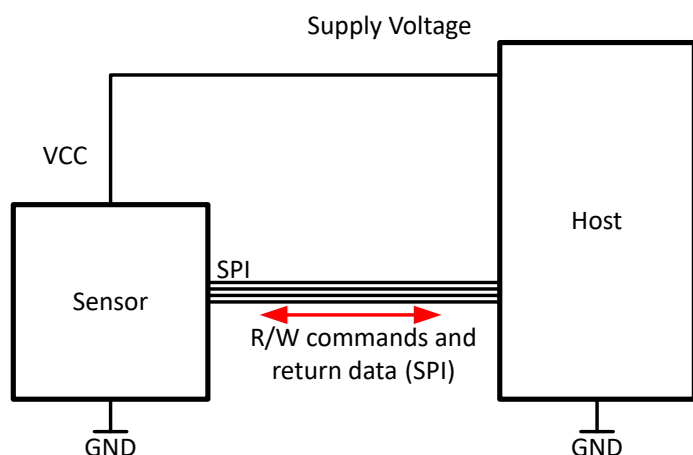 Supply Voltage
VCC
Host
SPI
Sensor
R/W commands and
return data (SPI)
GND
GND